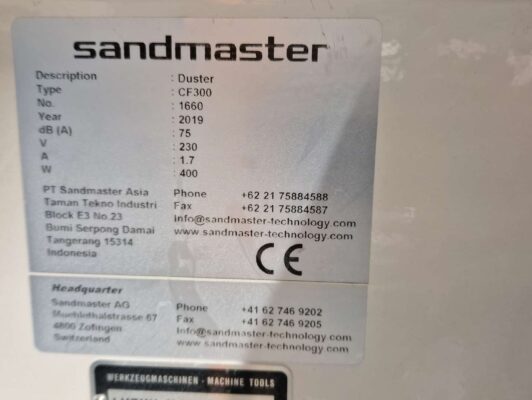 sandmaster
Description : Duster
Type : CF300
No. : 1660
Year : 2019
dB (A) : 75
V : 230
A : 1.7
W : 400
PT Sandmaster Asia Phone +62 21 75884588
Taman Tekno Industri Fax +62 21 75884587
Block E3 No.23 info@sandmaster-technology.com
Bumi Serpong Damai www.sandmaster-technology.com
Tangerang 15314
Indonesia
CE
Headquarter
Sandmaster AG Phone +41 62 746 9202
Muehlethalstrasse 67 Fax +41 62 746 9205
4800 Zofingen info@sandmaster-technology.com
Switzerland www.sandmaster-technology.com
WERKZEUGMASCHINEN - MACHINE TOOLS